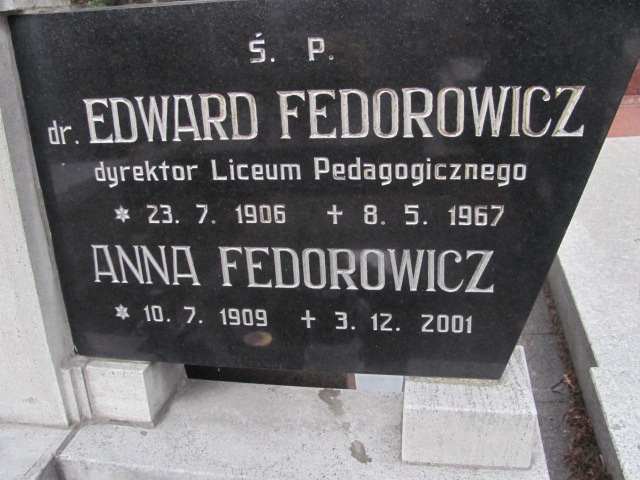 Ś. P.
dr. EDWARD FEDOROWICZ
dyrektor Liceum Pedagogicznego
* 23. 7. 1906 + 8. 5. 1967
ANNA FEDOROWICZ
* 10. 7. 1909 + 3. 12. 2001